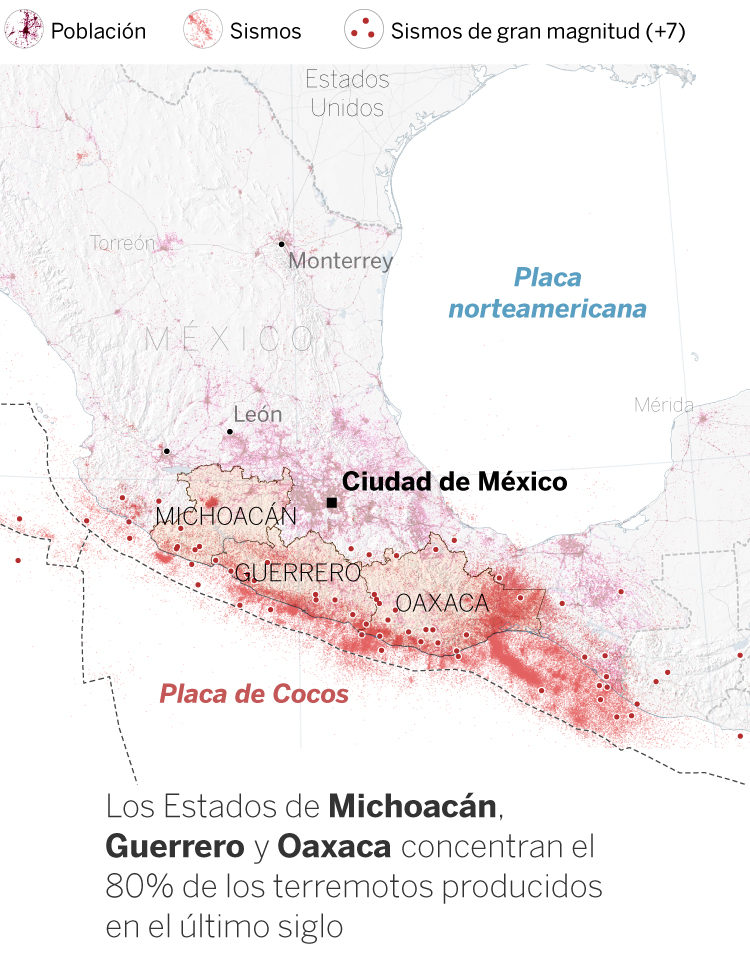 Población
Sismos
Sismos de gran magnitud (+7)
Estados
Unidos
Torreón
Monterrey
Placa
norteamericana
MÉXICO
Mérida
León
Ciudad de México
MICHOACÁN
GUERRERO
OAXACA
Placa de Cocos
Los Estados de Michoacán,
Guerrero y Oaxaca concentran el
80% de los terremotos producidos
en el último siglo